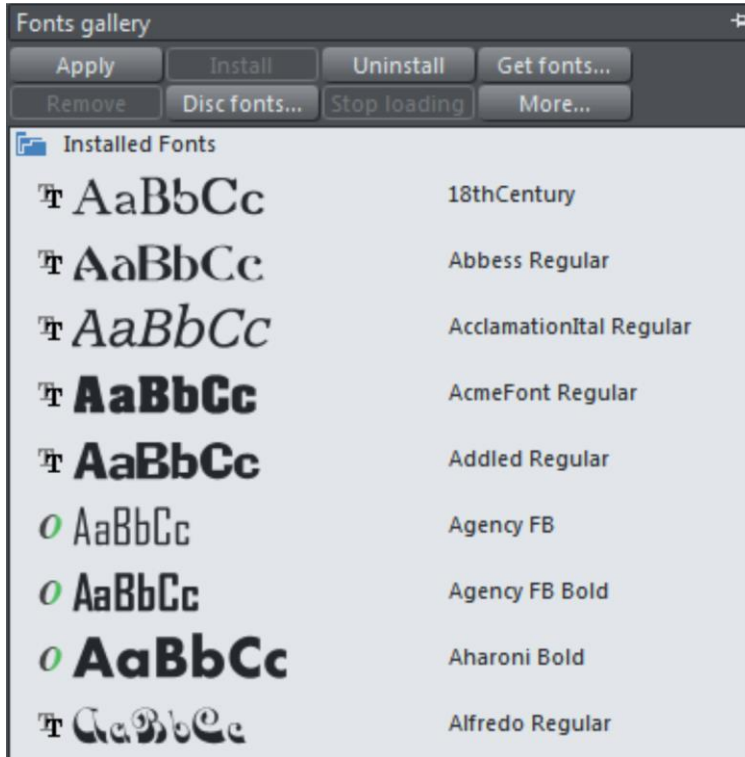 Fonts gallery
Apply Install Uninstall Get fonts...
Remove Disc fonts... Stop loading More...
Installed Fonts
AaBbCc 18thCentury
AaBbCc Abbess Regular
AaBbCc AcclamationItal Regular
AaBbCc AcmeFont Regular
AaBbCc Addled Regular
AaBbCc Agency FB
AaBbCc Agency FB Bold
AaBbCc Aharoni Bold
AaBbCc Alfredo Regular